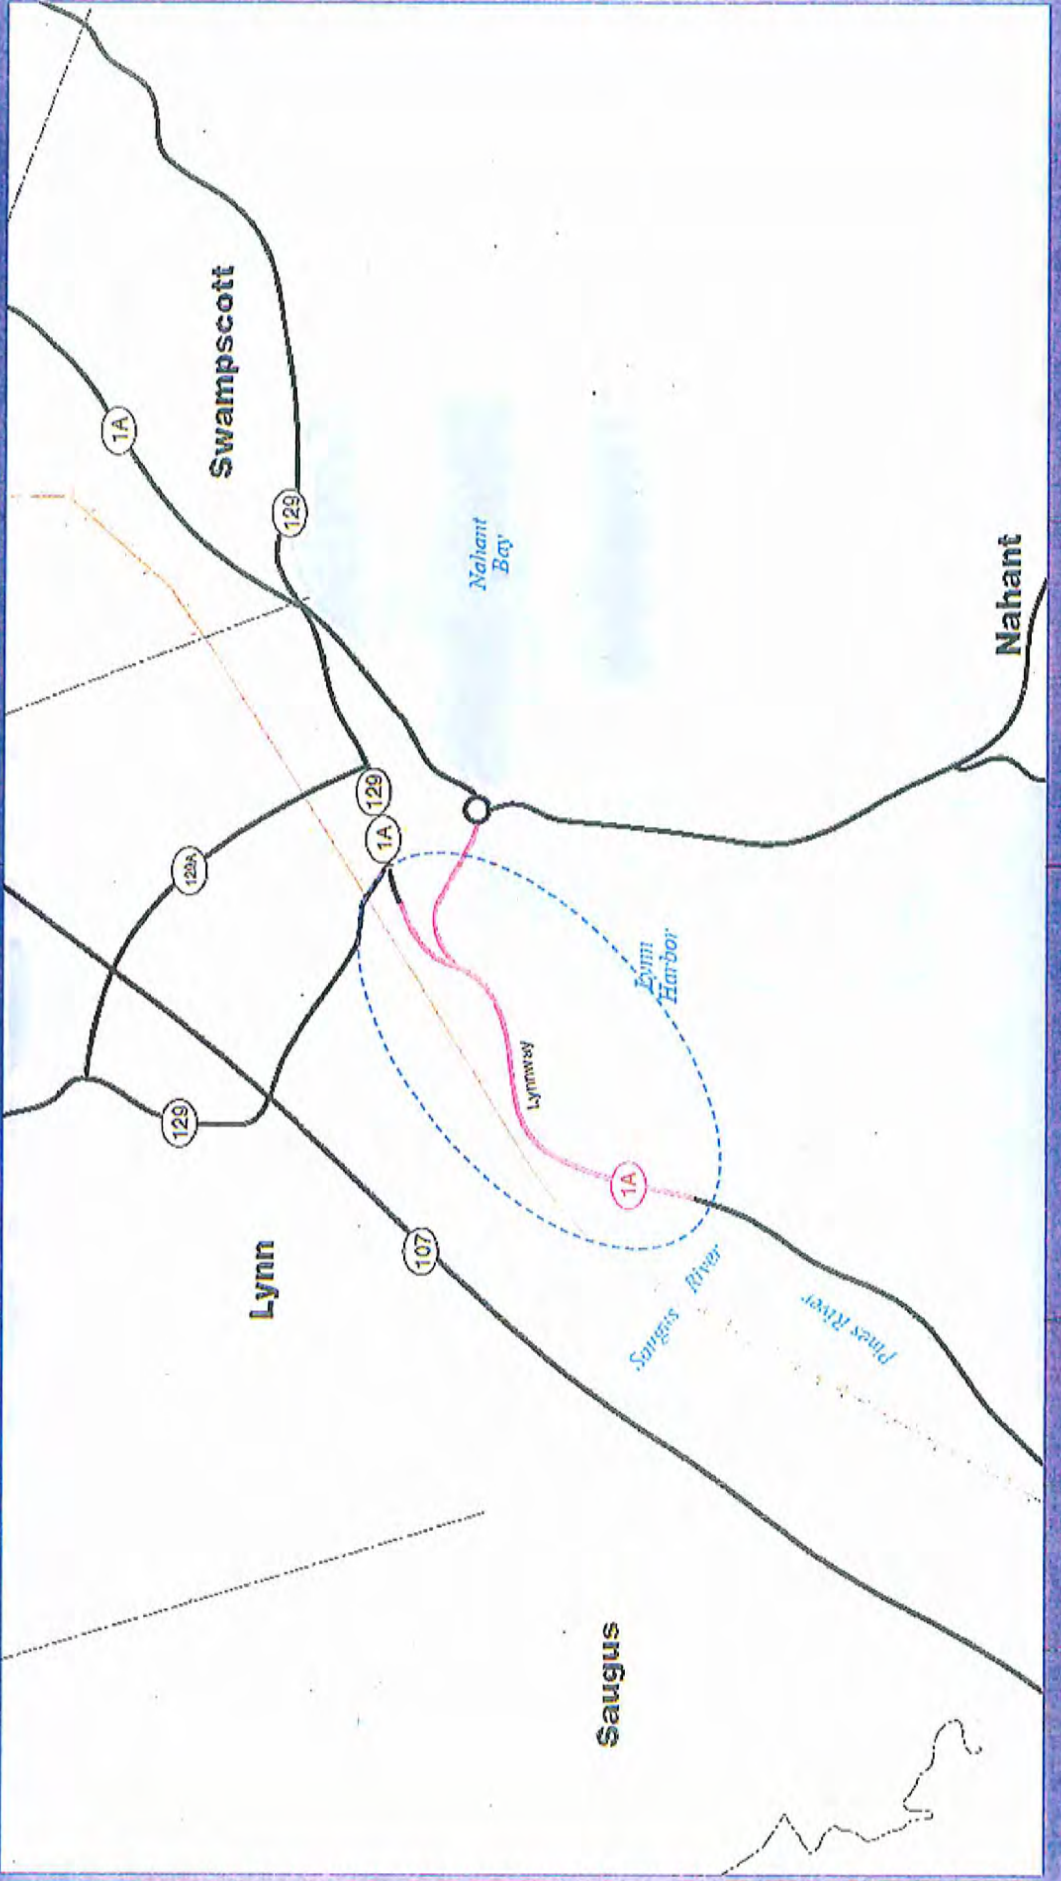 1A
129
129A
Swampscott
Lynn
129
129
1A
107
Nahant
Bay
Lynnway
Saugus
1A
Lynn
Harbor
Saugus River
Pines River
Nahant